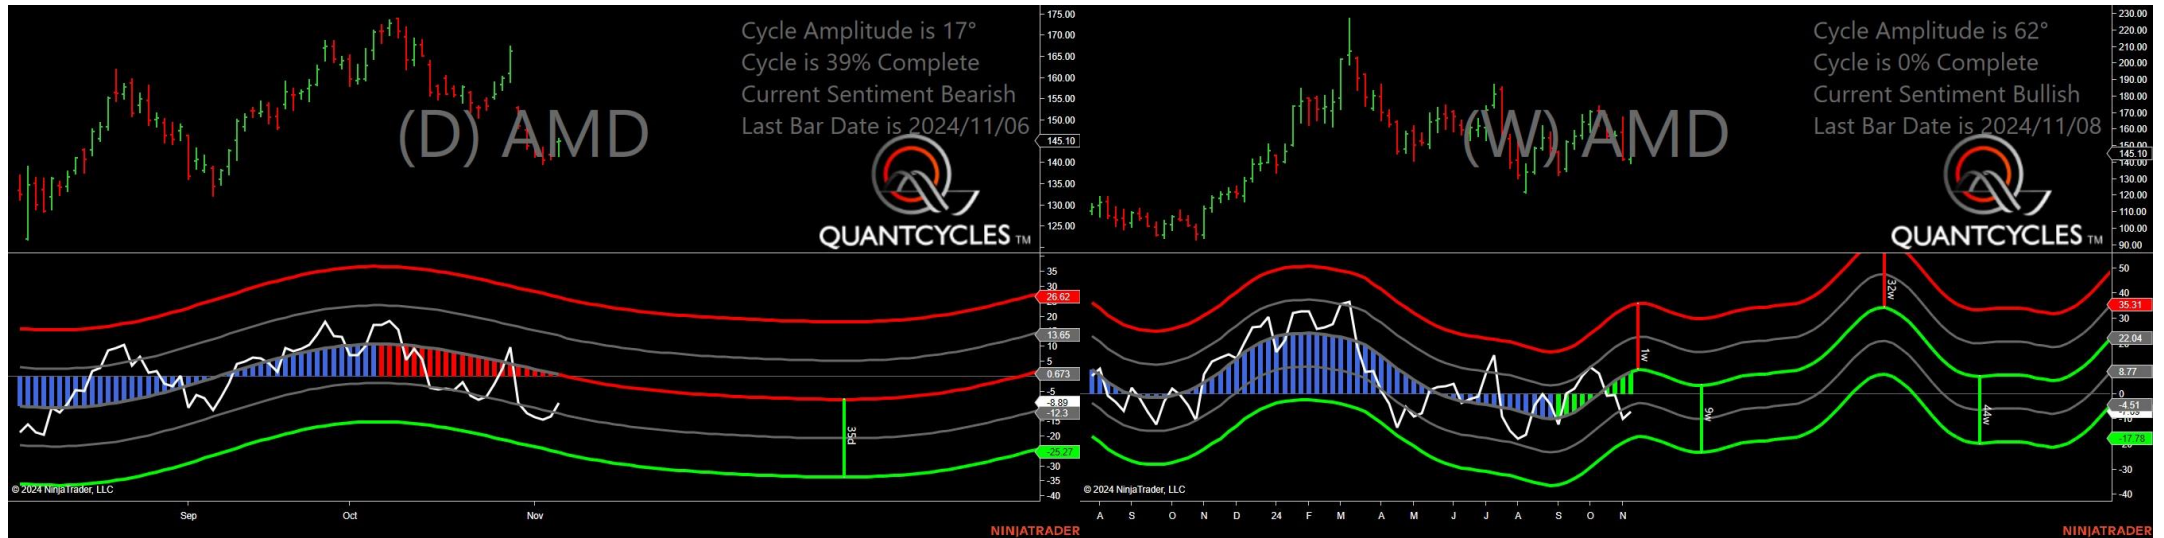 Cycle Amplitude is 17°
Cycle is 39% Complete
Current Sentiment Bearish
Last Bar Date is 2024/11/06
(D) AMD
QUANTCYCLES TM
175.00
170.00
165.00
160.00
155.00
150.00
145.10
140.00
135.00
130.00
125.00
35
26.62
20
13.65
10
5
0.673
-5
-8.89
-12.3
-15
-20
-25.27
-30
-35
-40
35d
© 2024 NinjaTrader, LLC
Sep
Oct
Nov
NINJATRADER
Cycle Amplitude is 62°
Cycle is 0% Complete
Current Sentiment Bullish
Last Bar Date is 2024/11/08
(W) AMD
QUANTCYCLES TM
230.00
220.00
210.00
200.00
190.00
180.00
170.00
160.00
150.00
145.10
140.00
130.00
120.00
110.00
100.00
90.00
50
40
35.31
30
22.04
8.77
0
-4.51
-17.78
-30
-40
1w
9w
32w
44w
© 2024 NinjaTrader, LLC
A S O N D 24 F M A M J J A S O N
NINJATRADER